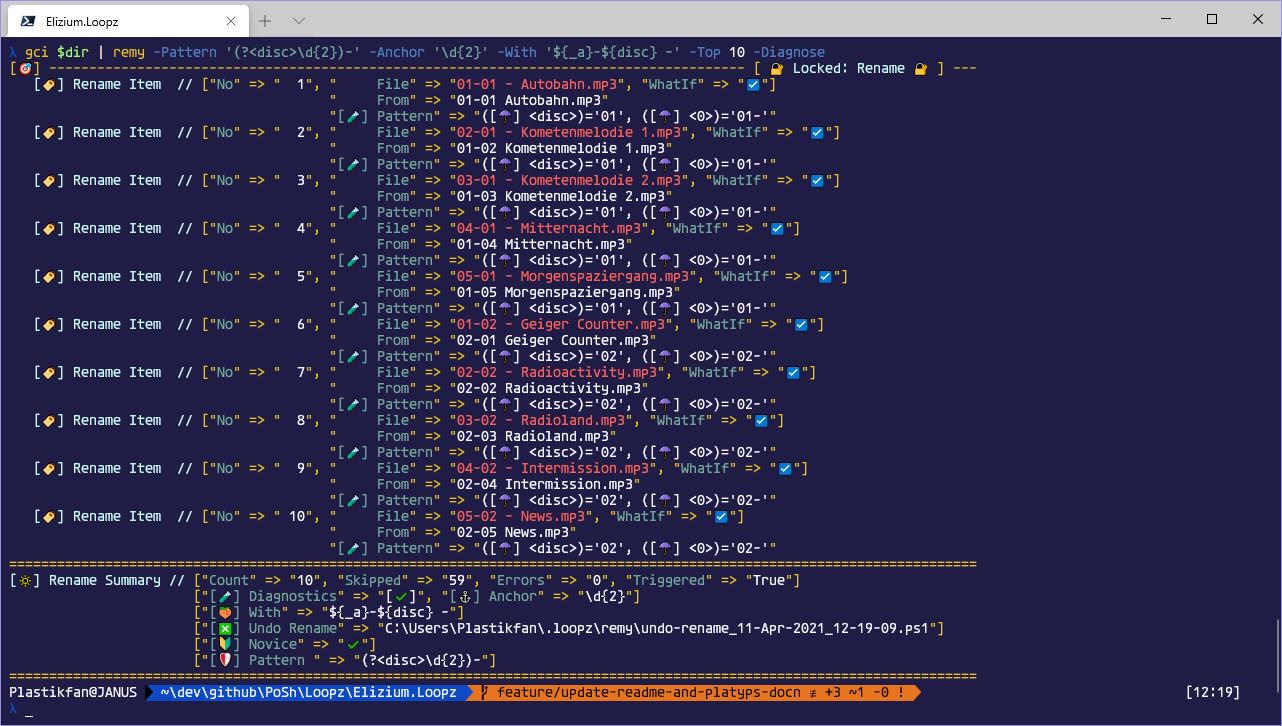 Elizium.Loopz
λ gci $dir | remy -Pattern '(?<disc>\d{2})-' -Anchor '\d{2}' -With '${_a}-${disc} -' -Top 10 -Diagnose
[🎯] --------------------------------------------------------------------------------------- [ 🔐 Locked: Rename 🔐 ] ---
[🏷️] Rename Item // ["No" => "  1", "     File" => "01-01 - Autobahn.mp3", "WhatIf" => "☑️"]
"     From" => "01-01 Autobahn.mp3"
"[🧪] Pattern" => "([☂️] <disc>)='01', ([☂️] <0>)='01-'"
[🏷️] Rename Item // ["No" => "  2", "     File" => "02-01 - Kometenmelodie 1.mp3", "WhatIf" => "☑️"]
"     From" => "01-02 Kometenmelodie 1.mp3"
"[🧪] Pattern" => "([☂️] <disc>)='01', ([☂️] <0>)='01-'"
[🏷️] Rename Item // ["No" => "  3", "     File" => "03-01 - Kometenmelodie 2.mp3", "WhatIf" => "☑️"]
"     From" => "01-03 Kometenmelodie 2.mp3"
"[🧪] Pattern" => "([☂️] <disc>)='01', ([☂️] <0>)='01-'"
[🏷️] Rename Item // ["No" => "  4", "     File" => "04-01 - Mitternacht.mp3", "WhatIf" => "☑️"]
"     From" => "01-04 Mitternacht.mp3"
"[🧪] Pattern" => "([☂️] <disc>)='01', ([☂️] <0>)='01-'"
[🏷️] Rename Item // ["No" => "  5", "     File" => "05-01 - Morgenspaziergang.mp3", "WhatIf" => "☑️"]
"     From" => "01-05 Morgenspaziergang.mp3"
"[🧪] Pattern" => "([☂️] <disc>)='01', ([☂️] <0>)='01-'"
[🏷️] Rename Item // ["No" => "  6", "     File" => "01-02 - Geiger Counter.mp3", "WhatIf" => "☑️"]
"     From" => "02-01 Geiger Counter.mp3"
"[🧪] Pattern" => "([☂️] <disc>)='02', ([☂️] <0>)='02-'"
[🏷️] Rename Item // ["No" => "  7", "     File" => "02-02 - Radioactivity.mp3", "WhatIf" => "☑️"]
"     From" => "02-02 Radioactivity.mp3"
"[🧪] Pattern" => "([☂️] <disc>)='02', ([☂️] <0>)='02-'"
[🏷️] Rename Item // ["No" => "  8", "     File" => "03-02 - Radioland.mp3", "WhatIf" => "☑️"]
"     From" => "02-03 Radioland.mp3"
"[🧪] Pattern" => "([☂️] <disc>)='02', ([☂️] <0>)='02-'"
[🏷️] Rename Item // ["No" => "  9", "     File" => "04-02 - Intermission.mp3", "WhatIf" => "☑️"]
"     From" => "02-04 Intermission.mp3"
"[🧪] Pattern" => "([☂️] <disc>)='02', ([☂️] <0>)='02-'"
[🏷️] Rename Item // ["No" => " 10", "     File" => "05-02 - News.mp3", "WhatIf" => "☑️"]
"     From" => "02-05 News.mp3"
"[🧪] Pattern" => "([☂️] <disc>)='02', ([☂️] <0>)='02-'"
=========================================================================================================================
[🔆] Rename Summary // ["Count" => "10", "Skipped" => "59", "Errors" => "0", "Triggered" => "True"]
["[🧪] Diagnostics" => "[✔️]", "[⚓] Anchor" => "\d{2}"]
["[🍑] With" => "${_a}-${disc} -"]
["[❎] Undo Rename" => "C:\Users\Plastikfan\.loopz\remy\undo-rename_11-Apr-2021_12-19-09.ps1"]
["[🔰] Novice" => "✔️"]
["[🛡️] Pattern " => "(?<disc>\d{2})-"]
=========================================================================================================================
Plastikfan@JANUS ~\dev\github\PoSh\Loopz\Elizium.Loopz feature/update-readme-and-platyps-docn ≢ +3 ~1 -0 ! [12:19]
λ _